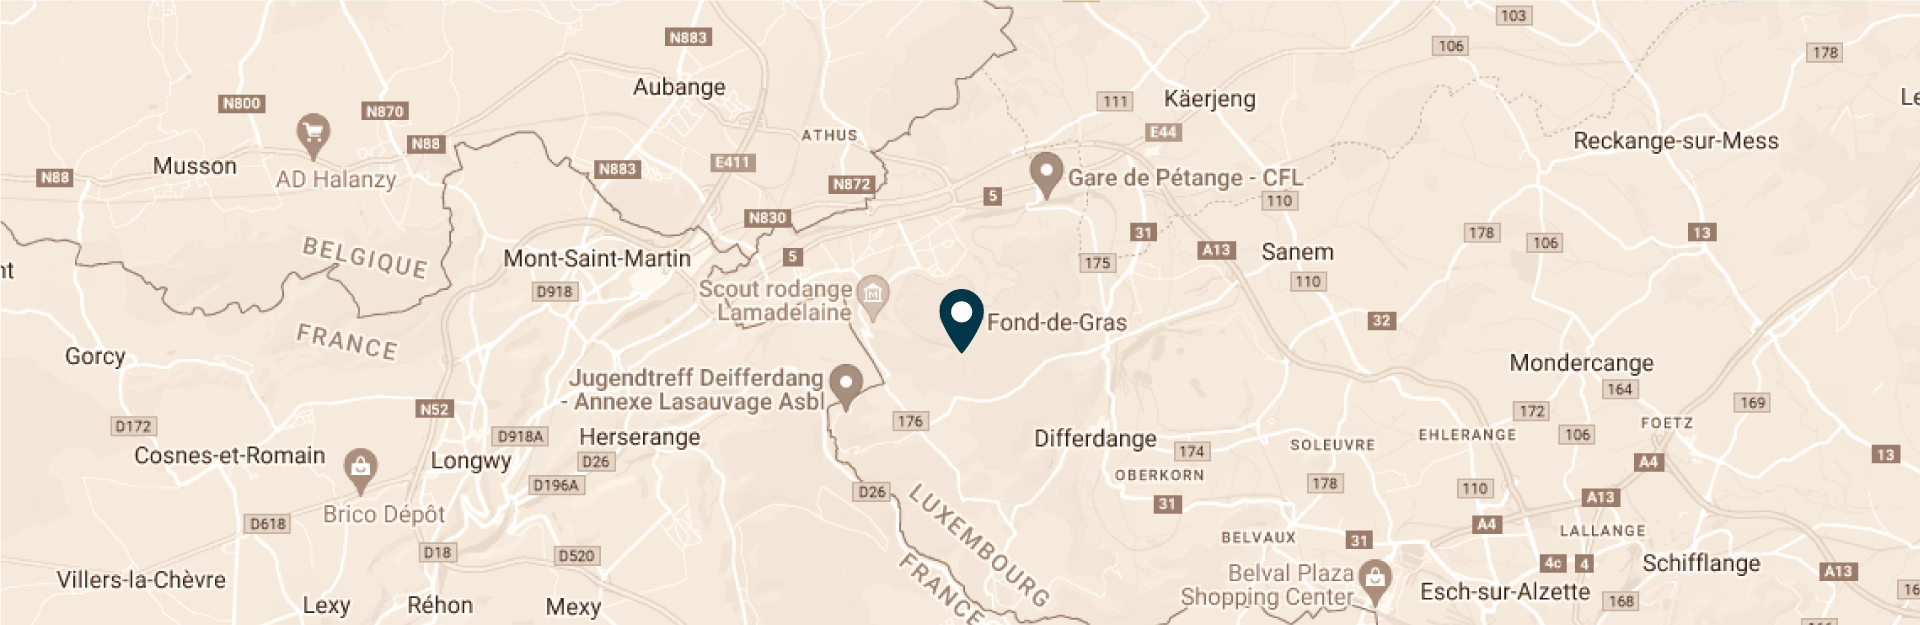 103
N883
106
178
Aubange
Käerjeng
Le
N800
N870
111
ATHUS
E44
N88
Reckange-sur-Mess
Musson
E411
N883
AD Halanzy
N88
N872
Gare de Pétange - CFL
5
110
N830
31
178
13
106
BELGIQUE
A13
Sanem
Mont-Saint-Martin
5
175
nt
110
D918
Scout rodange
Lamadélaine
Fond-de-Gras
32
FRANCE
Gorcy
Mondercange
Jugendtreff Deifferdang
- Annexe Lasauvage Asbl
164
169
N52
172
176
FOETZ
D172
D918A
Herserange
Differdange
SOLEUVRE
EHLERANGE
106
Cosnes-et-Romain
Longwy
D26
174
A4
13
OBERKORN
D196A
D26
178
110
31
A13
Brico Dépôt
LUXEMBOURG
D618
A4
LALLANGE
BELVAUX
31
D18
D520
FRANCE
4c
4
Schifflange
Villers-la-Chèvre
Belval Plaza
Shopping Center
A13
Esch-sur-Alzette
16
Lexy
Réhon
Mexy
168